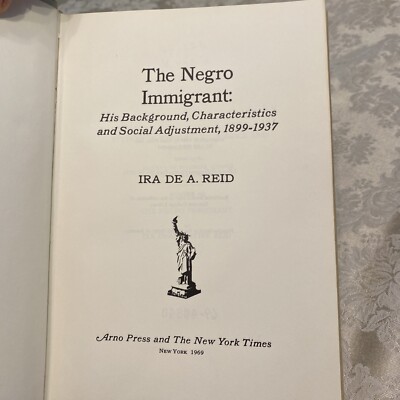 The Negro
Immigrant:
His Background, Characteristics
and Social Adjustment, 1899-1937
IRA DE A. REID
Arno Press and The New York Times
NEW YORK 1969